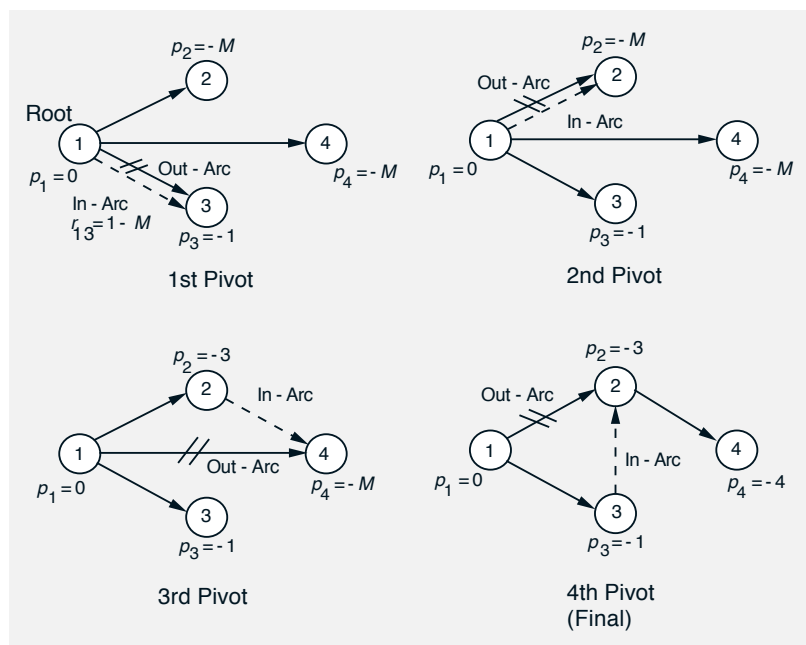 p2 = - M
2
Root
1
4
Out - Arc
p1 = 0
p4 = - M
In - Arc
3
r13 = 1 - M
p3 = - 1
1st Pivot
p2 = - M
Out - Arc
2
In - Arc
1
4
p1 = 0
p4 = - M
3
p3 = - 1
2nd Pivot
p2 = - 3
2
In - Arc
1
4
Out - Arc
p1 = 0
p4 = - M
3
p3 = - 1
3rd Pivot
p2 = - 3
Out - Arc
2
1
4
In - Arc
p1 = 0
p4 = - 4
3
p3 = - 1
4th Pivot
(Final)